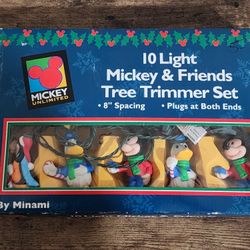 10 Light
Mickey & Friends
Tree Trimmer Set
• 8" Spacing • Plugs at Both Ends
MICKEY
UNLIMITED
By Minami